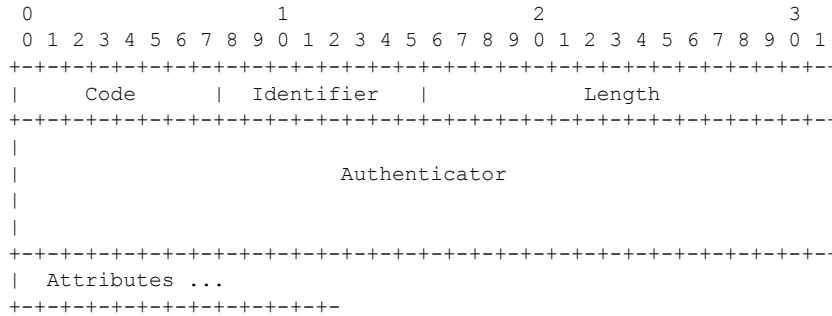 0                   1                   2                   3
 0 1 2 3 4 5 6 7 8 9 0 1 2 3 4 5 6 7 8 9 0 1 2 3 4 5 6 7 8 9 0 1
+-+-+-+-+-+-+-+-+-+-+-+-+-+-+-+-+-+-+-+-+-+-+-+-+-+-+-+-+-+-+-+-
|     Code      |  Identifier   |            Length
+-+-+-+-+-+-+-+-+-+-+-+-+-+-+-+-+-+-+-+-+-+-+-+-+-+-+-+-+-+-+-+-
|
|                         Authenticator
|
|
+-+-+-+-+-+-+-+-+-+-+-+-+-+-+-+-+-+-+-+-+-+-+-+-+-+-+-+-+-+-+-+-
|  Attributes ...
+-+-+-+-+-+-+-+-+-+-+-+-+-